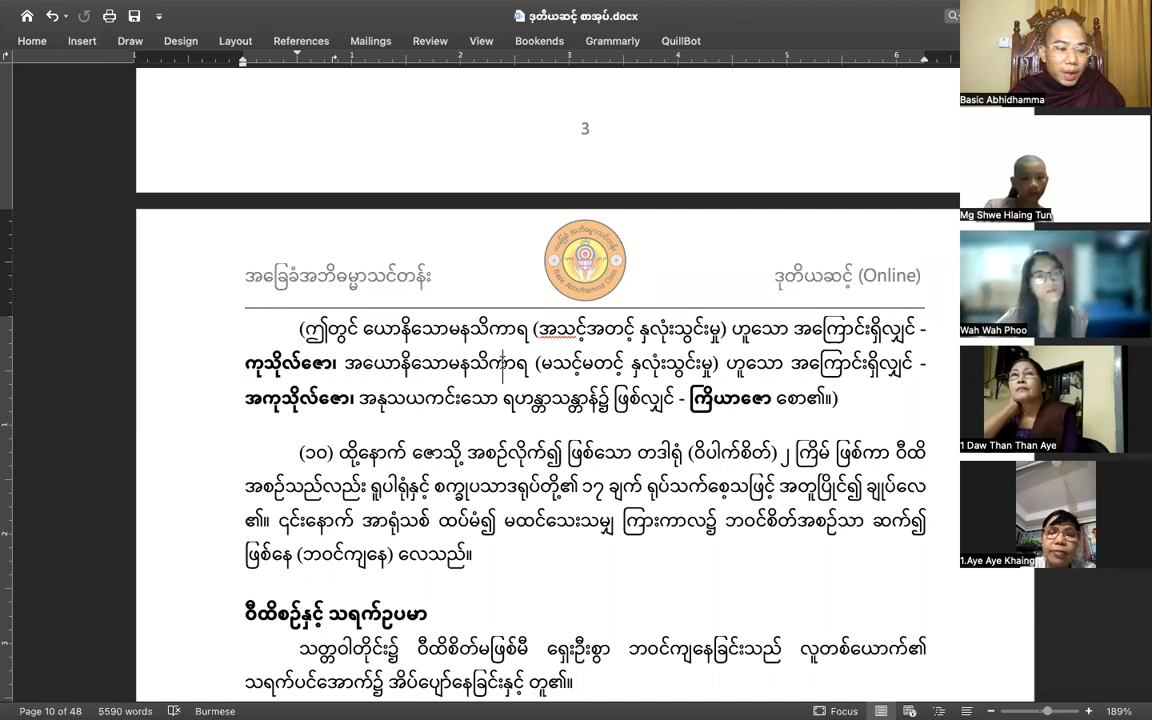 ဒုတိယဆင့် စာအုပ်.docx
Home Insert Draw Design Layout References Mailings Review View Bookends Grammarly QuillBot
1 1 2 3 4 5 6
3
အခြေခံအဘိဓမ္မာသင်တန်း
ဒုတိယဆင့် (Online)
(ဤတွင် ယောနိသောမနသိကာရ (အသင့်အတင့် နှလုံးသွင်းမှု) ဟူသော အကြောင်းရှိလျှင် -
ကုသိုလ်ဇော၊ အယောနိသောမနသိကာရ (မသင့်မတင့် နှလုံးသွင်းမှု) ဟူသော အကြောင်းရှိလျှင် -
အကုသိုလ်ဇော၊ အနုသယကင်းသော ရဟန္တာသန္တာန်၌ ဖြစ်လျှင် - ကြိယာဇော စော၏။)
(၁၀) ထို့နောက် ဇောသို့ အစဉ်လိုက်၍ ဖြစ်သော တဒါရုံ (ဝိပါက်စိတ်) ၂ ကြိမ် ဖြစ်ကာ ဝီထိ
အစဉ်သည်လည်း ရူပါရုံနှင့် စက္ခုပသာဒရုပ်တို့၏ ၁၇ ချက် ရုပ်သက်စေ့သဖြင့် အတူပြိုင်၍ ချုပ်လေ
၏။ ၎င်းနောက် အာရုံသစ် ထပ်မံ၍ မထင်သေးသမျှ ကြားကာလ၌ ဘဝင်စိတ်အစဉ်သာ ဆက်၍
ဖြစ်နေ (ဘဝင်ကျနေ) လေသည်။
ဝီထိစဉ်နှင့် သရက်ဥပမာ
သတ္တဝါတိုင်း၌ ဝီထိစိတ်မဖြစ်မီ ရှေးဦးစွာ ဘဝင်ကျနေခြင်းသည် လူတစ်ယောက်၏
သရက်ပင်အောက်၌ အိပ်ပျော်နေခြင်းနှင့် တူ၏။
Page 10 of 48 5590 words Burmese Focus 189%
Basic Abhidhamma
Mg Shwe Hlaing Tun
Wah Wah Phoo
1 Daw Than Than Aye
1.Aye Aye Khaing